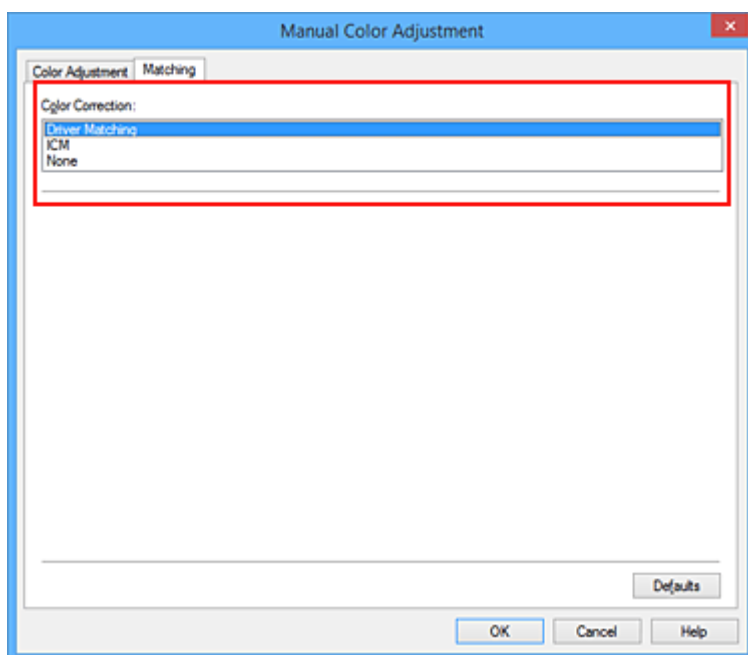 Manual Color Adjustment
Color Adjustment Matching
Color Correction:
Driver Matching
ICM
None
Defaults
OK Cancel Help